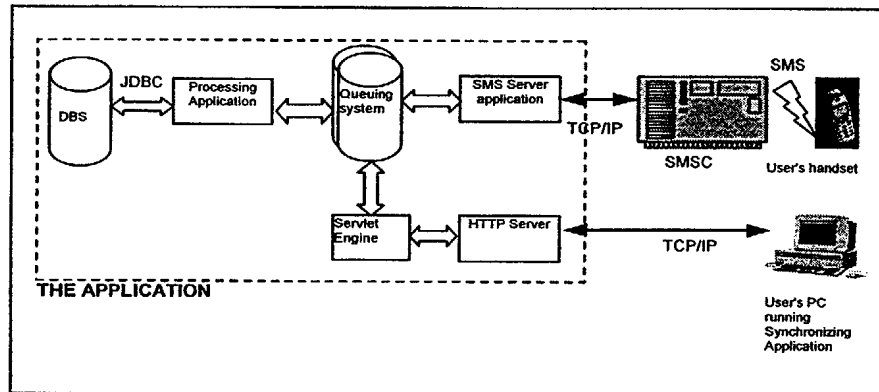 DBS
JDBC
Processing
Application
Queuing
system
SMS Server
application
TCP/IP
SMSC
SMS
User's handset
Servlet
Engine
HTTP Server
TCP/IP
User's PC
running
Synchronizing
Application
THE APPLICATION